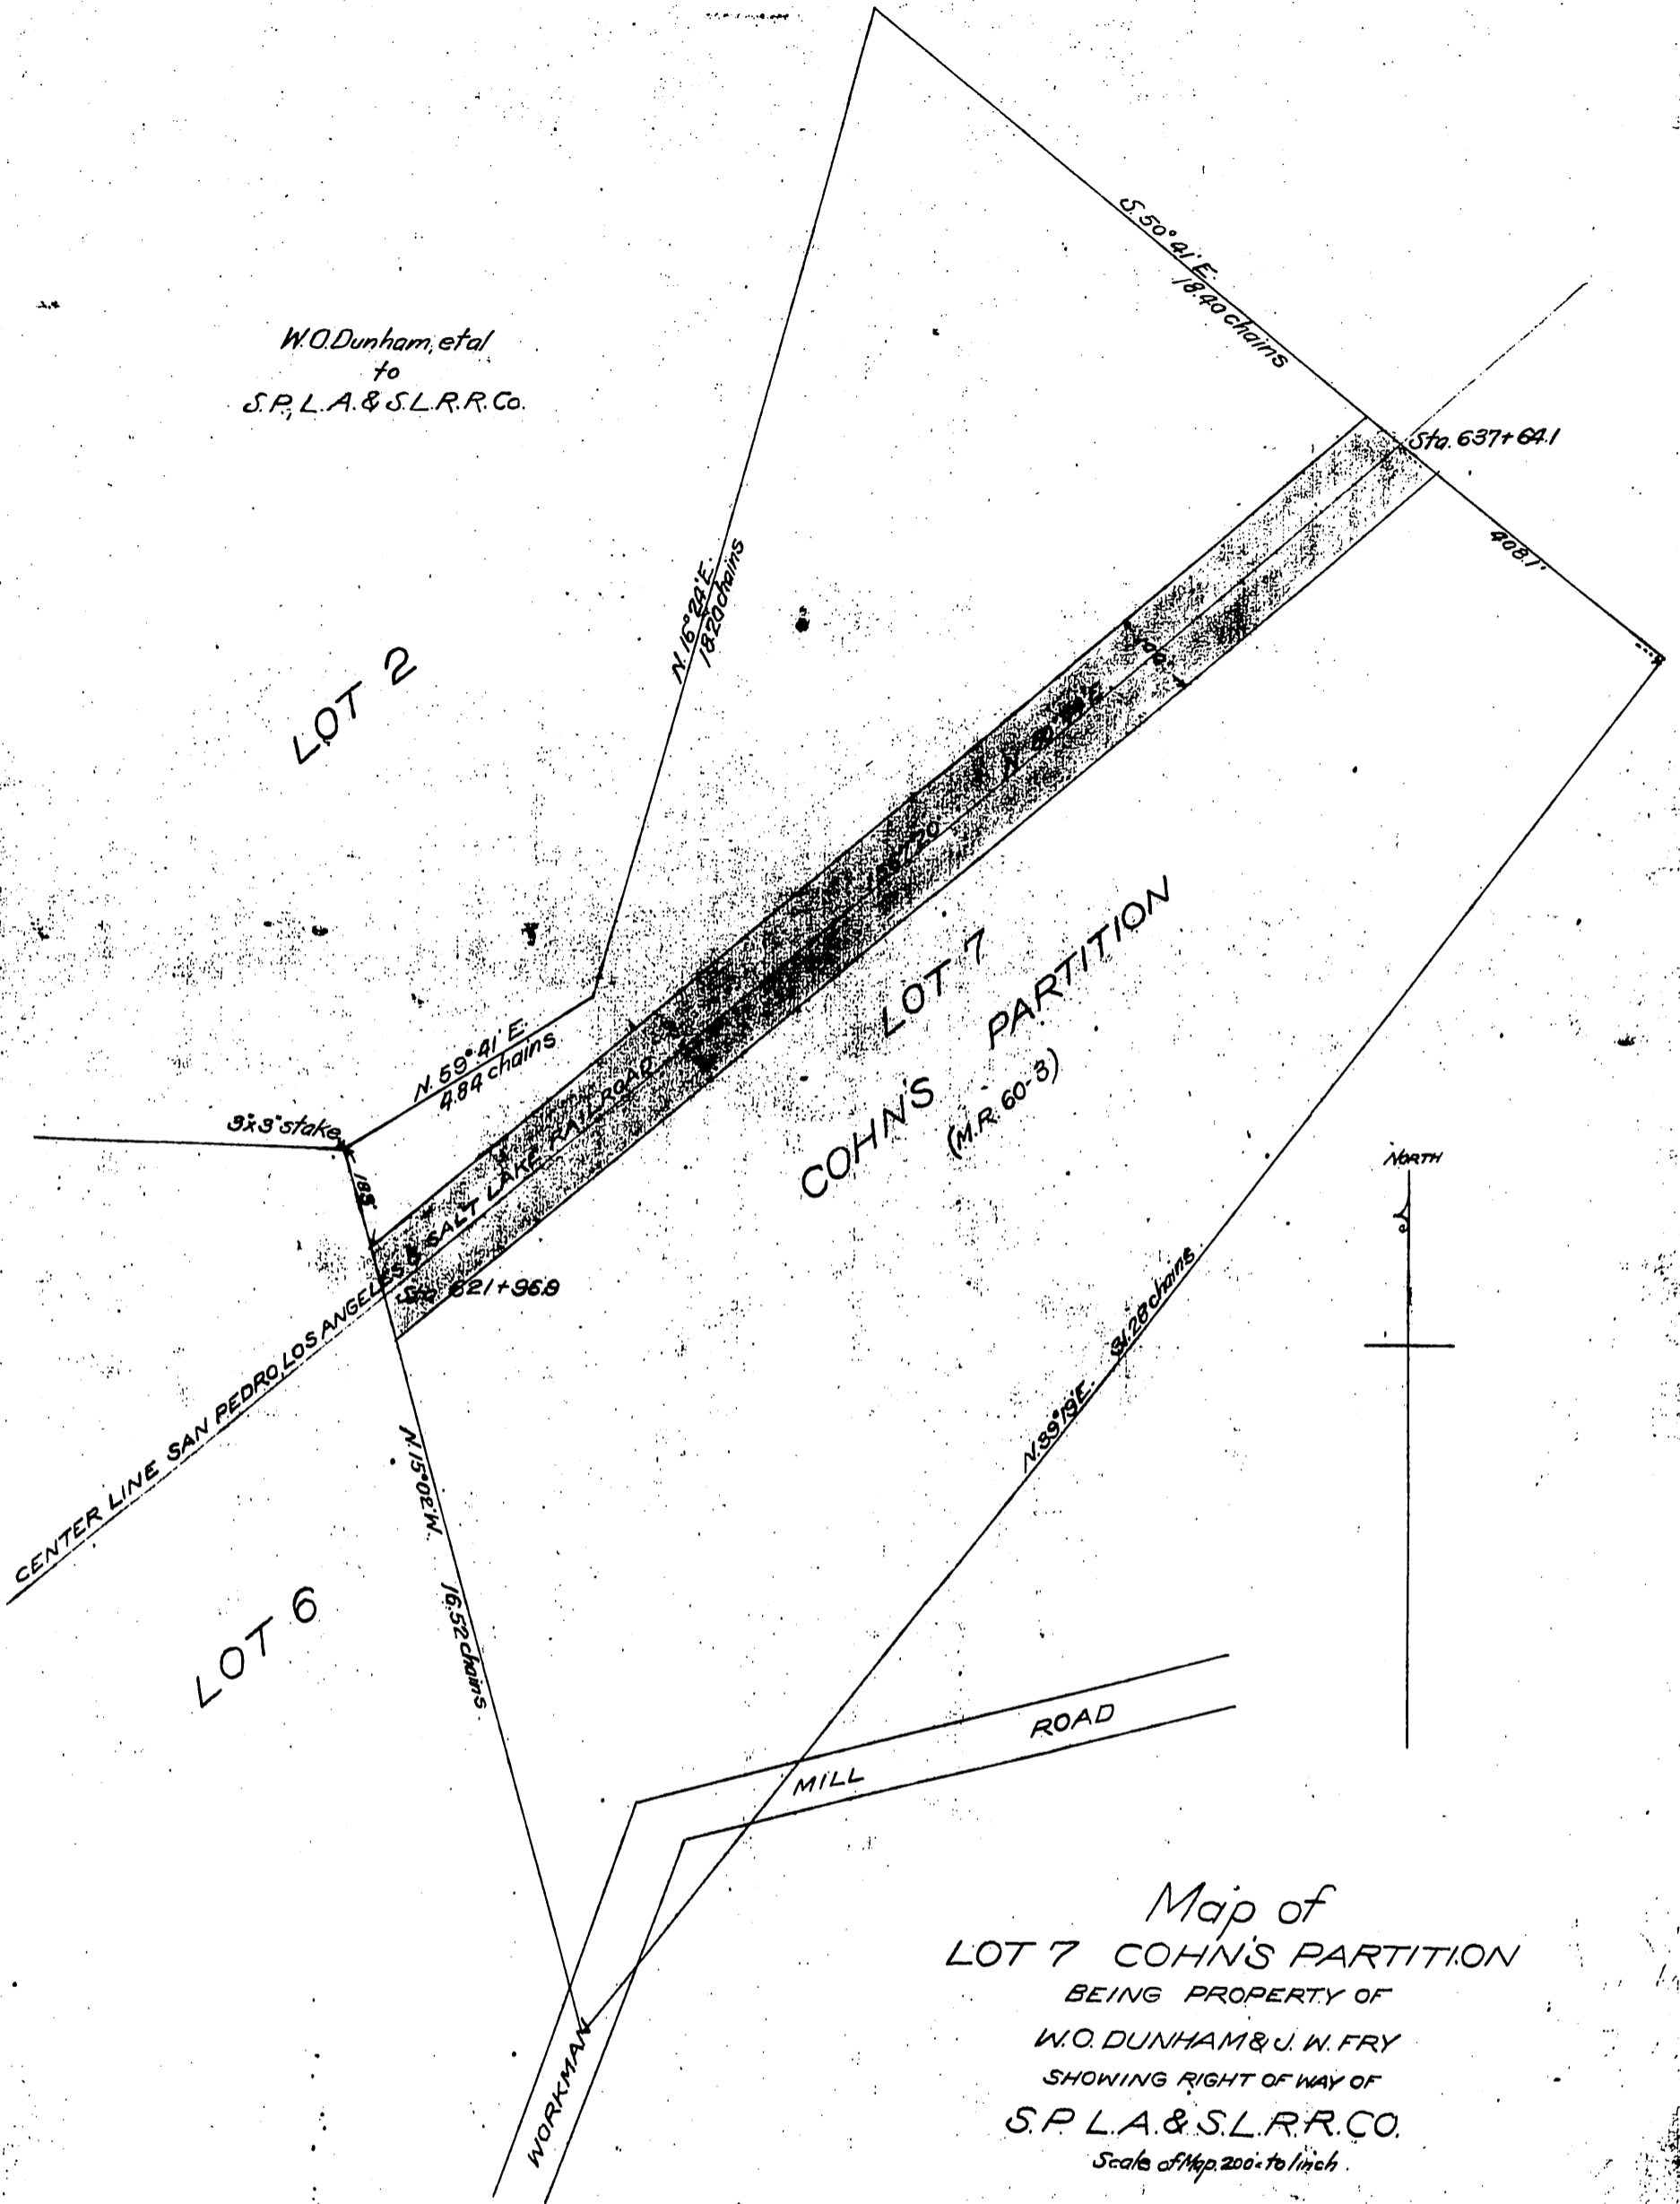 W.O. Dunham, et al
to
S.P., L.A. & S.L.R.R. Co.
S. 50° 41' E.
18.40 chains
Sta. 637+64.1
408.1'
N. 16° 24' E.
18.20 chains
LOT 2
N. 59° 41' E.
4.84 chains
3"x3" stake
183'
LOT 7
COHN'S PARTITION
(M.R. 60-3)
NORTH
CENTER LINE SAN PEDRO, LOS ANGELES & SALT LAKE RAILROAD
Sta. 621+96.9
N. 15° 02' W. 16.52 chains
N. 39° 19' E. 31.28 chains
LOT 6
WORKMAN MILL ROAD
Map of
LOT 7 COHN'S PARTITION
BEING PROPERTY OF
W.O. DUNHAM & J.W. FRY
SHOWING RIGHT OF WAY OF
S.P. L.A. & S.L.R.R. CO.
Scale of Map. 200' to 1 inch.